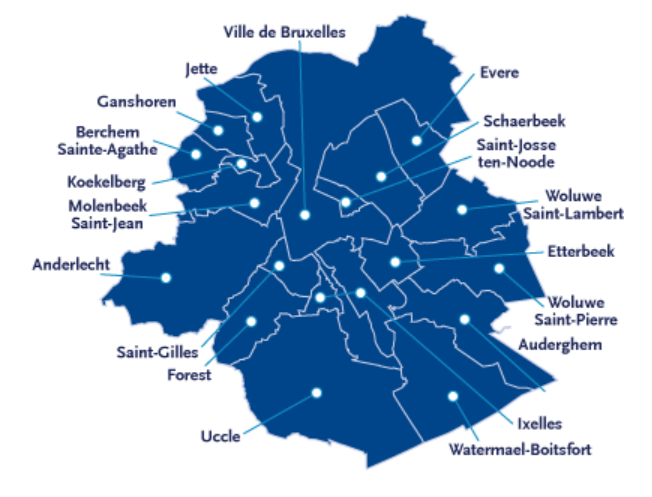 Ville de Bruxelles
Jette
Evere
Ganshoren
Schaerbeek
Berchem
Sainte-Agathe
Saint-Josse
ten-Noode
Koekelberg
Woluwe
Saint-Lambert
Molenbeek
Saint-Jean
Etterbeek
Anderlecht
Woluwe
Saint-Pierre
Auderghem
Saint-Gilles
Forest
Ixelles
Uccle
Watermael-Boitsfort